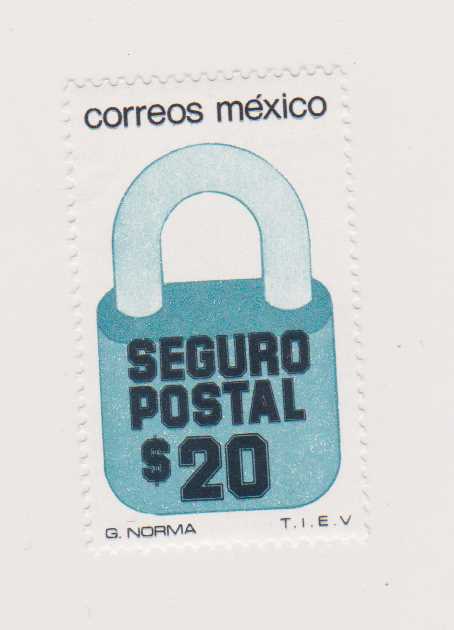 correos méxico
SEGURO
POSTAL
$20
G. NORMA
T.I.E.V